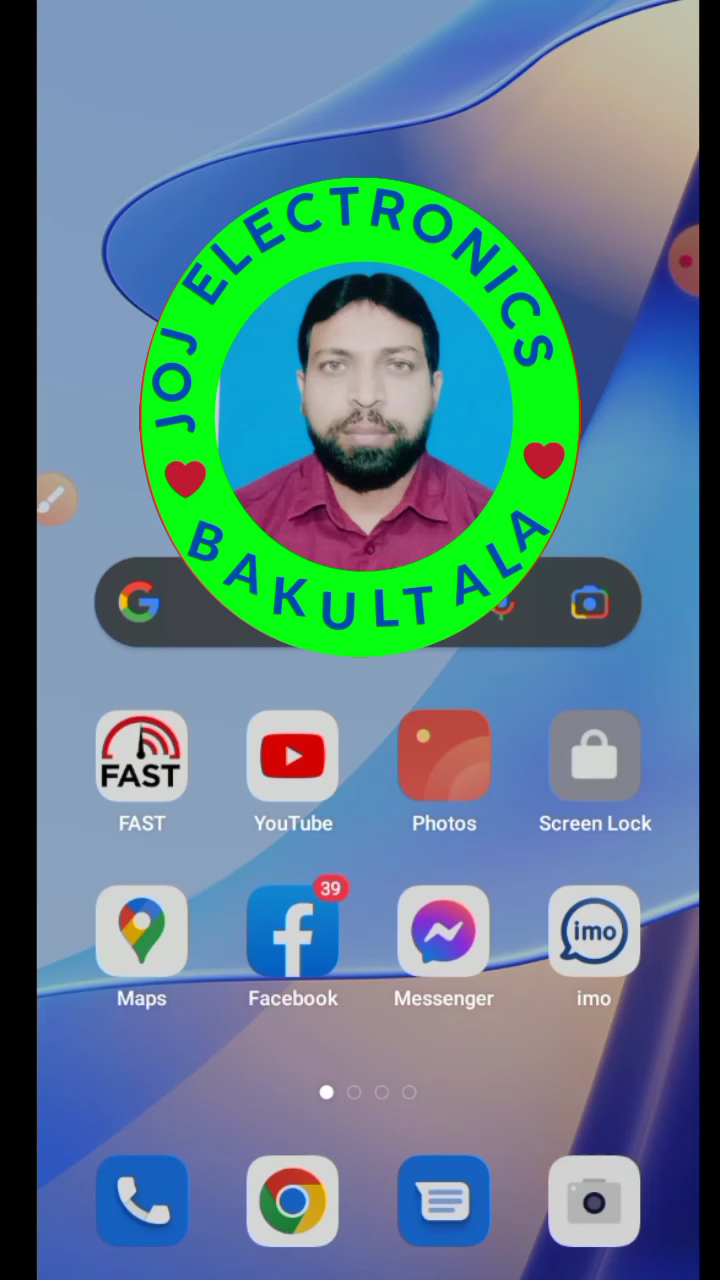 JOJ ELECTRONICS
BAKULTALA
FAST
FAST YouTube Photos Screen Lock
39
imo
Maps Facebook Messenger imo